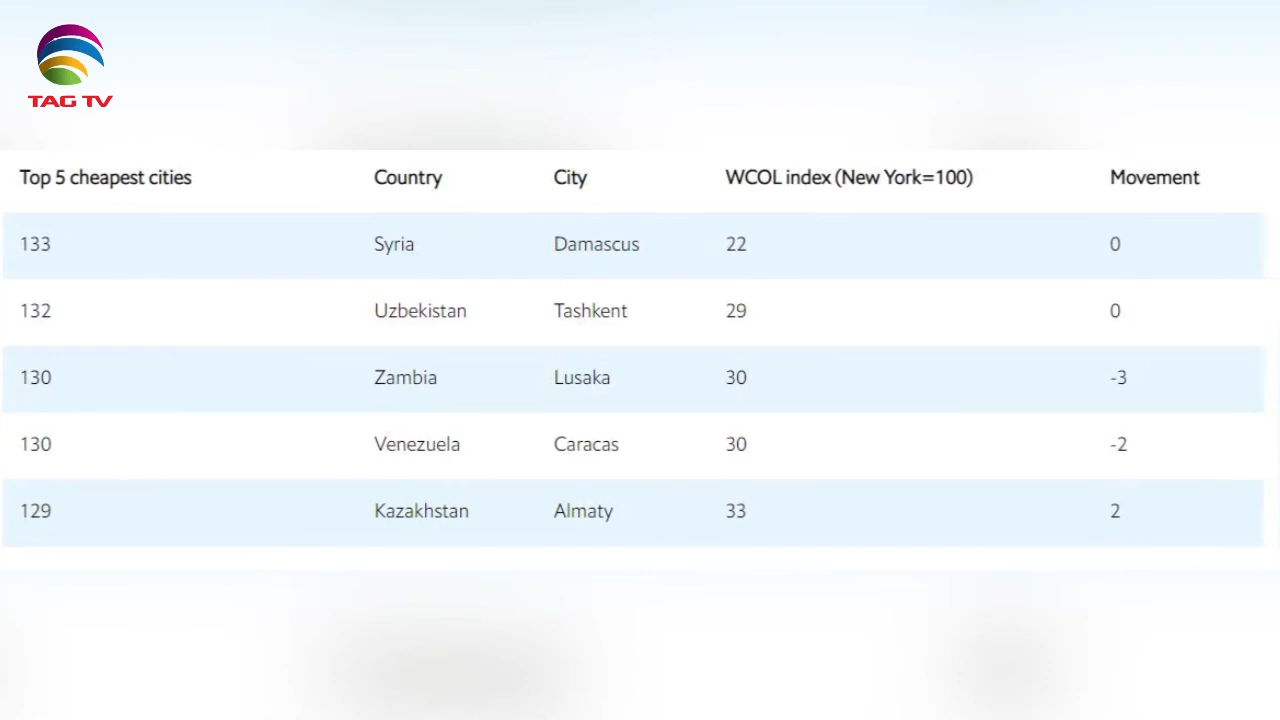 TAG TV
Top 5 cheapest cities Country City WCOL index (New York=100) Movement
133 Syria Damascus 22 0
132 Uzbekistan Tashkent 29 0
130 Zambia Lusaka 30 -3
130 Venezuela Caracas 30 -2
129 Kazakhstan Almaty 33 2